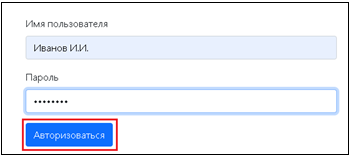 Имя пользователя
Иванов И.И.
Пароль
••••••••
Авторизоваться